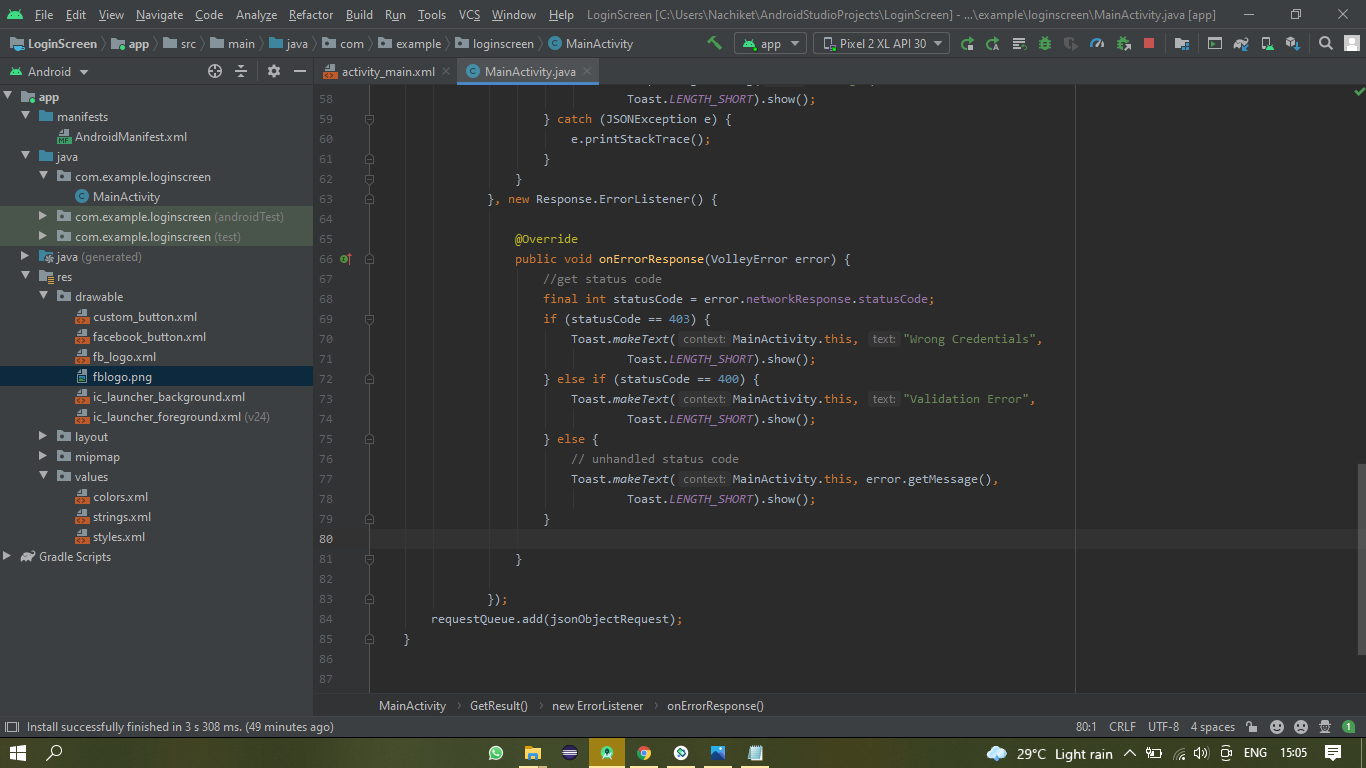 File Edit View Navigate Code Analyze Refactor Build Run Tools VCS Window Help LoginScreen [C:\Users\Nachiket\AndroidStudioProjects\LoginScreen] - ...\example\loginscreen\MainActivity.java [app]
LoginScreen app src main java com example loginscreen MainActivity app Pixel 2 XL API 30
Android
activity_main.xml MainActivity.java
app
manifests
AndroidManifest.xml
java
com.example.loginscreen
MainActivity
com.example.loginscreen (androidTest)
com.example.loginscreen (test)
java (generated)
res
drawable
custom_button.xml
facebook_button.xml
fb_logo.xml
fblogo.png
ic_launcher_background.xml
ic_launcher_foreground.xml (v24)
layout
mipmap
values
colors.xml
strings.xml
styles.xml
Gradle Scripts
58 Toast.LENGTH_SHORT).show();
59 } catch (JSONException e) {
60 e.printStackTrace();
61 }
62 }
63 }, new Response.ErrorListener() {
64
65 @Override
66 public void onErrorResponse(VolleyError error) {
67 //get status code
68 final int statusCode = error.networkResponse.statusCode;
69 if (statusCode == 403) {
70 Toast.makeText( context: MainActivity.this, text: "Wrong Credentials",
71 Toast.LENGTH_SHORT).show();
72 } else if (statusCode == 400) {
73 Toast.makeText( context: MainActivity.this, text: "Validation Error",
74 Toast.LENGTH_SHORT).show();
75 } else {
76 // unhandled status code
77 Toast.makeText( context: MainActivity.this, error.getMessage(),
78 Toast.LENGTH_SHORT).show();
79 }
80
81 }
82
83 });
84 requestQueue.add(jsonObjectRequest);
85 }
86
87
MainActivity GetResult() new ErrorListener onErrorResponse()
Install successfully finished in 3 s 308 ms. (49 minutes ago) 80:1 CRLF UTF-8 4 spaces 1
29°C Light rain ENG 15:05